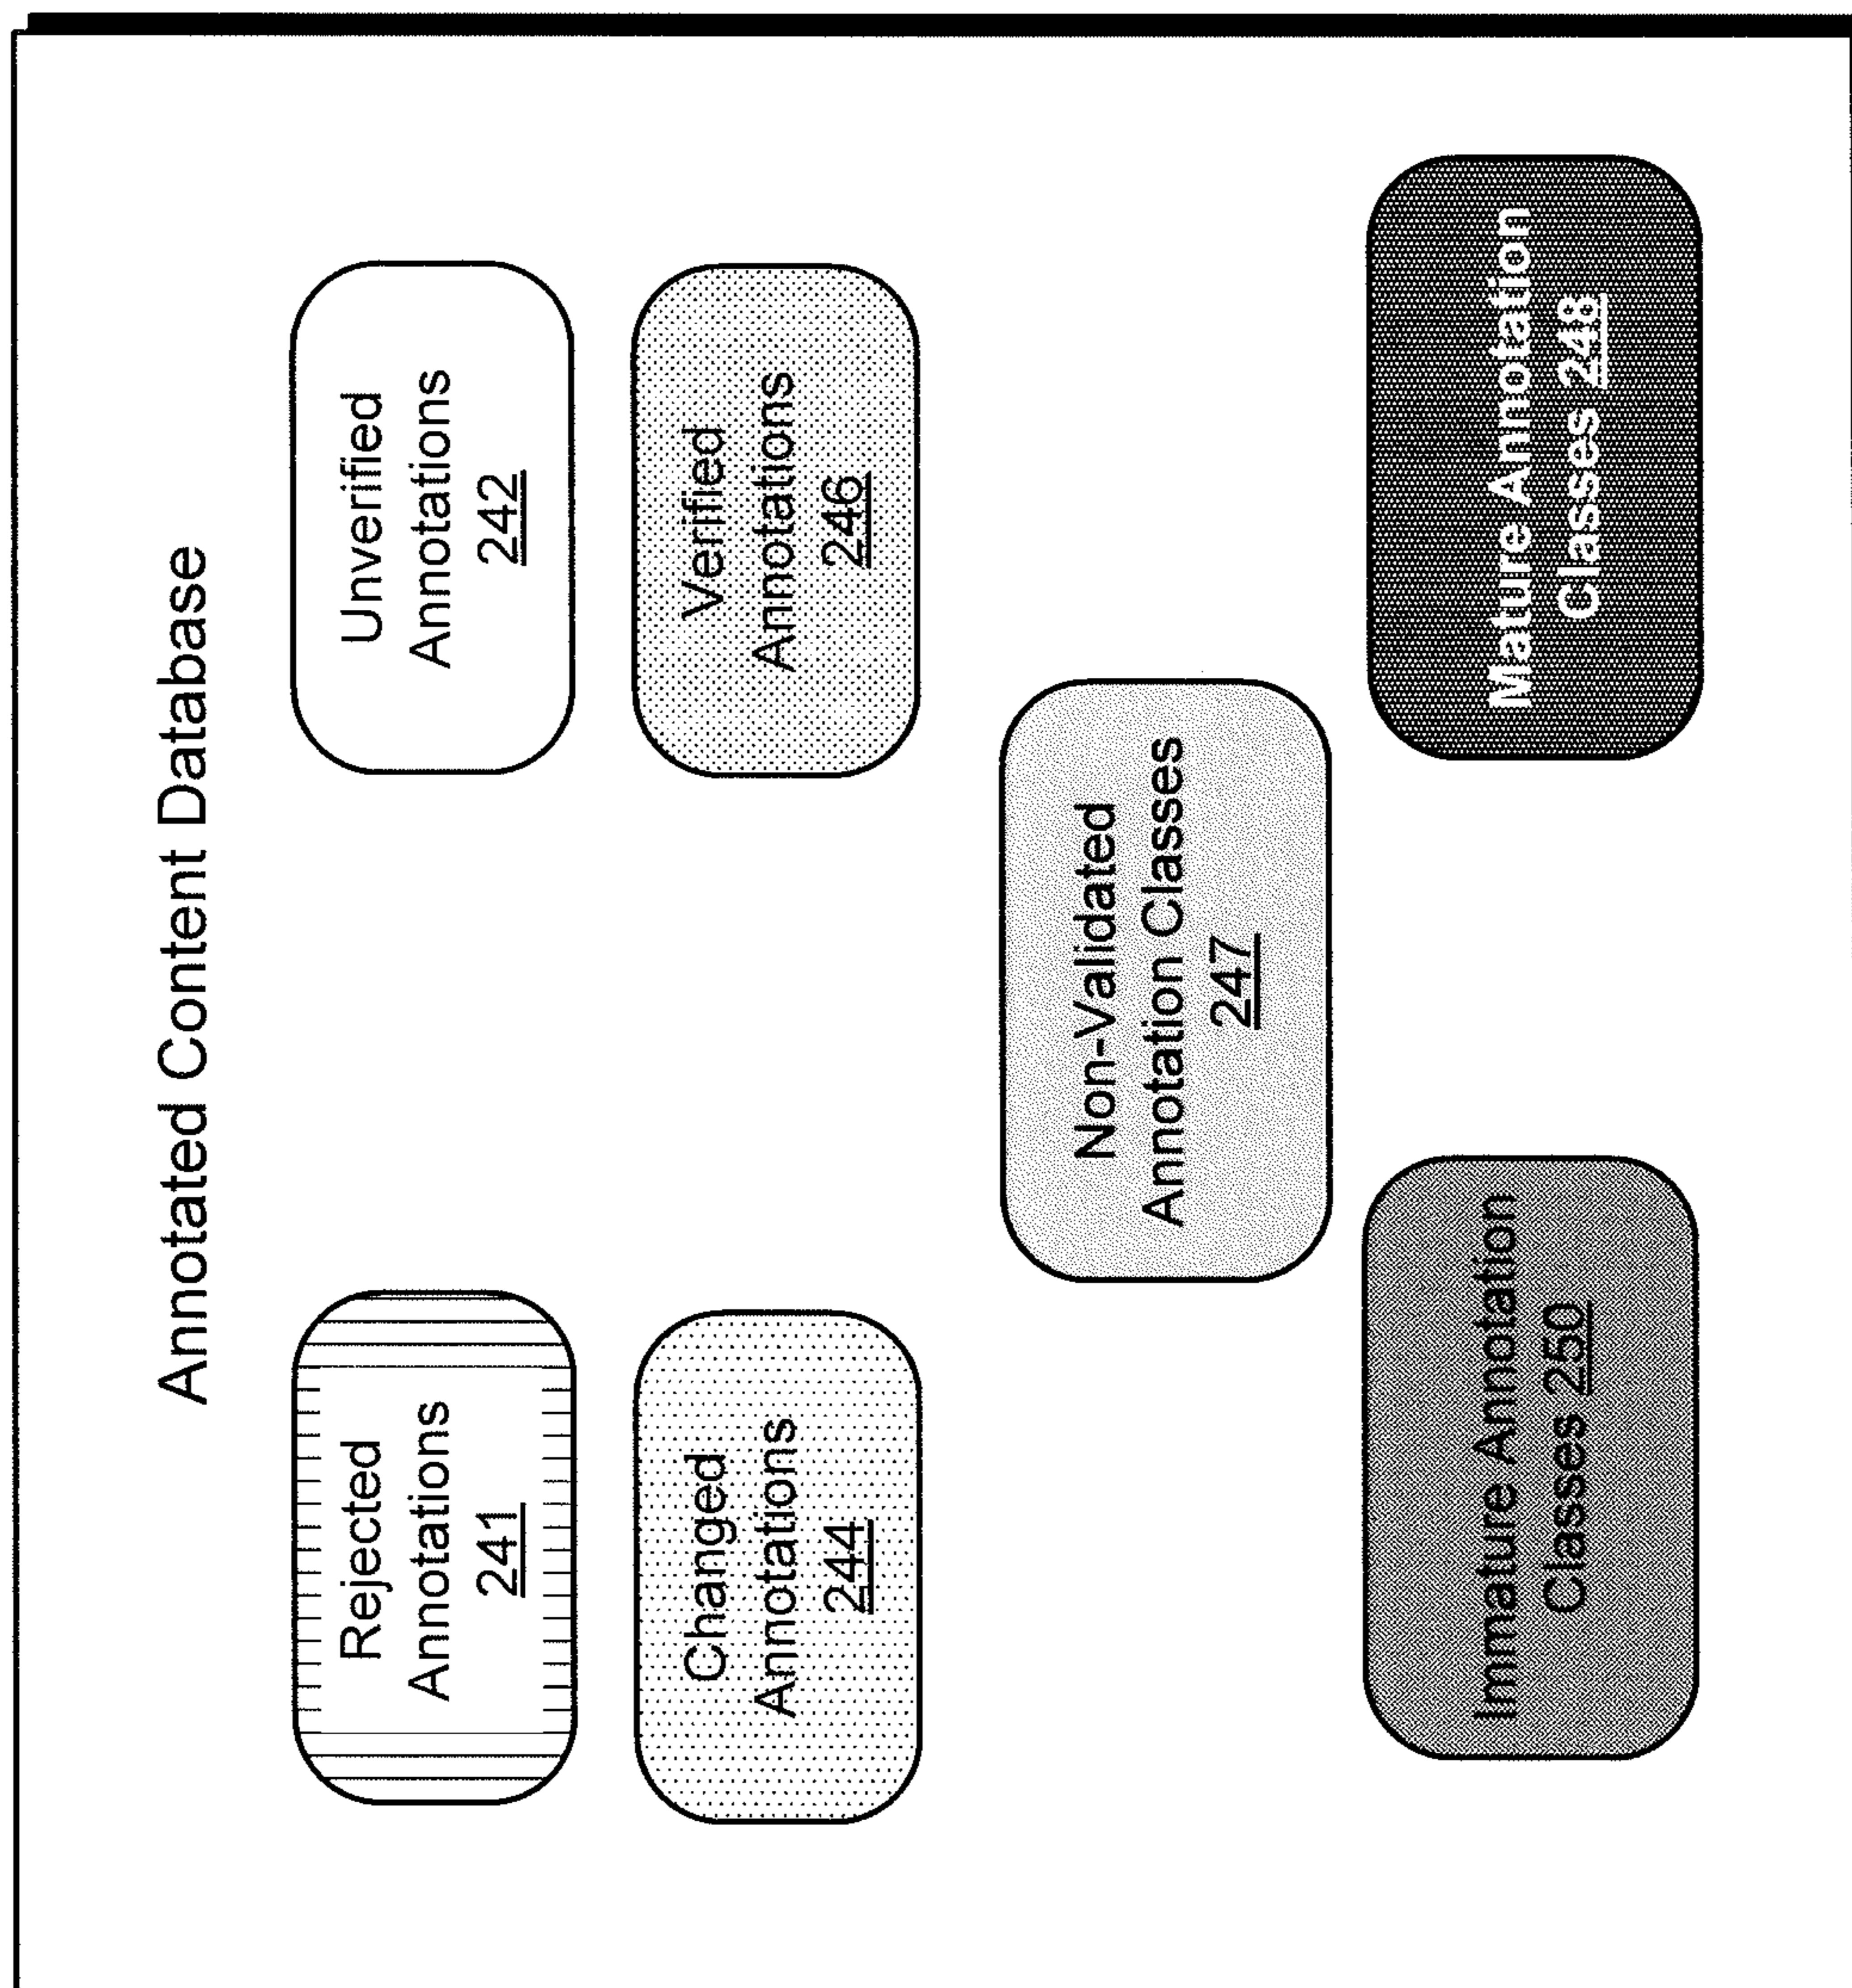 Annotated Content Database
Rejected
Annotations
241
Unverified
Annotations
242
Changed
Annotations
244
Verified
Annotations
246
Non-Validated
Annotation Classes
247
Immature Annotation
Classes 250
Mature Annotation
Classes 248